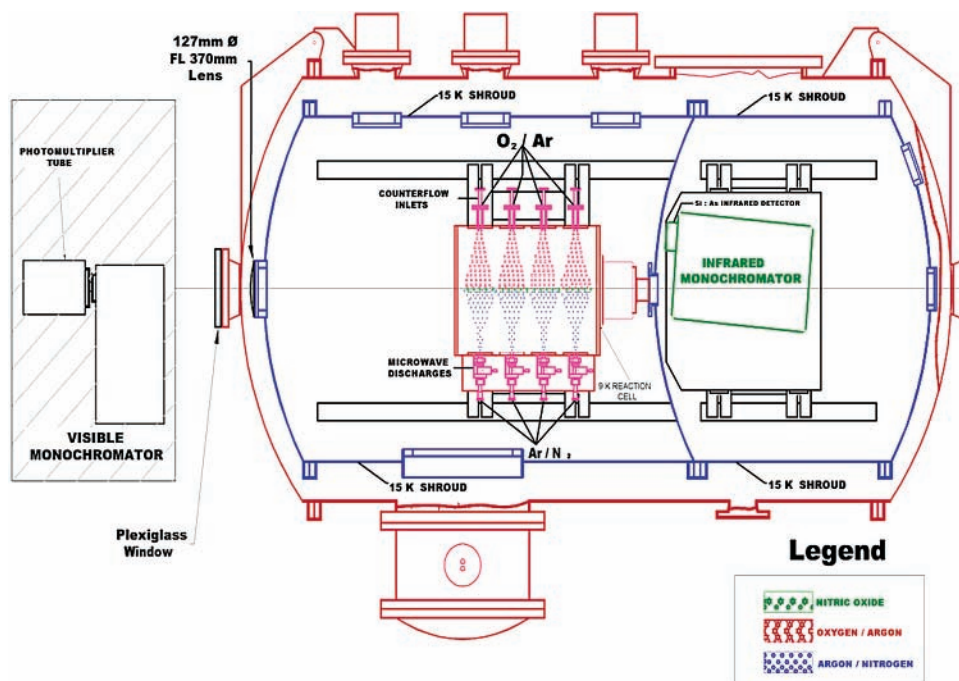 127mm Ø
FL 370mm
Lens
15 K SHROUD
15 K SHROUD
PHOTOMULTIPLIER
TUBE
O₂ / Ar
COUNTERFLOW
INLETS
Si : As INFRARED DETECTOR
INFRARED
MONOCHROMATOR
MICROWAVE
DISCHARGES
9 K REACTION
CELL
VISIBLE
MONOCHROMATOR
Ar / N ₂
15 K SHROUD
15 K SHROUD
Plexiglass
Window
Legend
NITRIC OXIDE
OXYGEN / ARGON
ARGON / NITROGEN